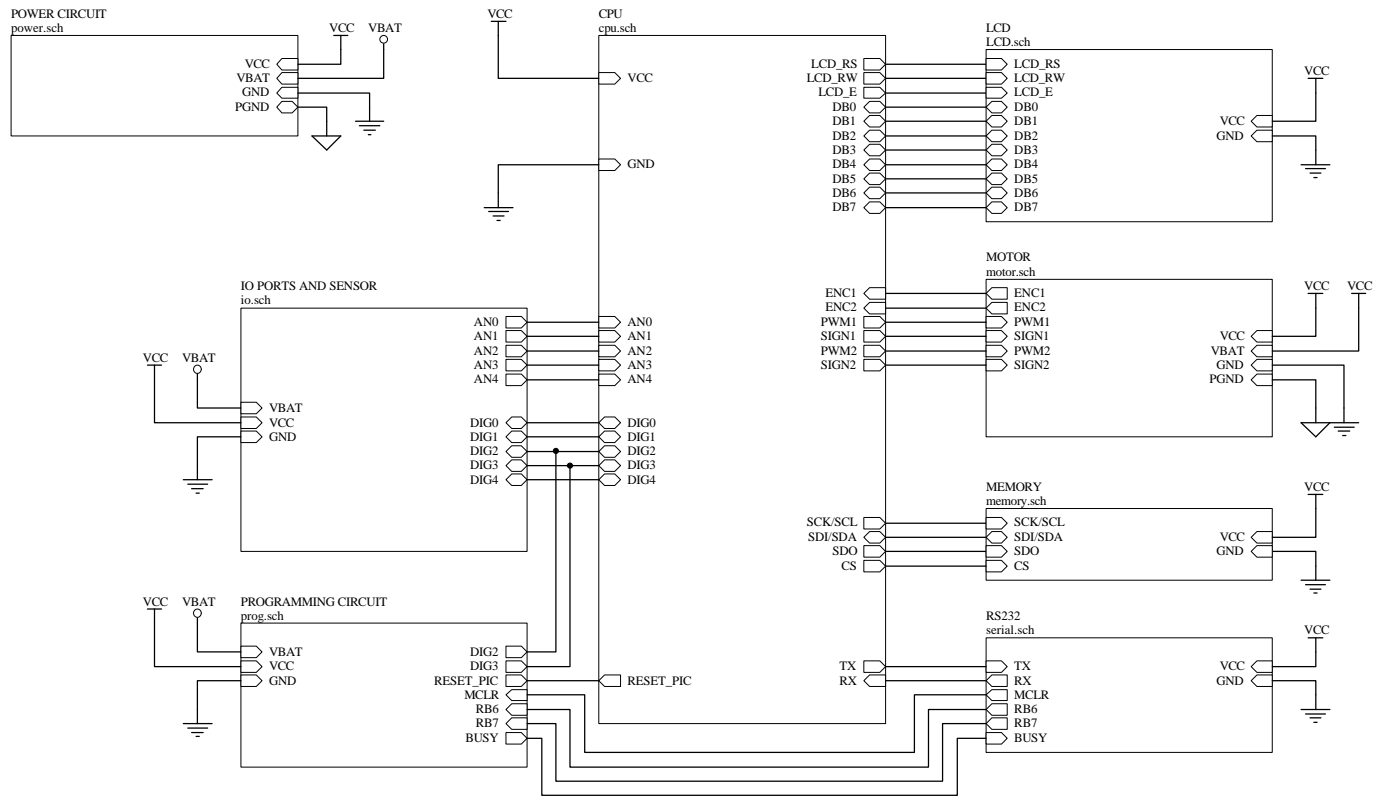 POWER CIRCUIT
power.sch
VCC
VBAT
VCC
VBAT
GND
PGND
VCC
CPU
cpu.sch
VCC
GND
LCD_RS
LCD_RW
LCD_E
DB0
DB1
DB2
DB3
DB4
DB5
DB6
DB7
LCD
LCD.sch
LCD_RS
LCD_RW
LCD_E
DB0
DB1
DB2
DB3
DB4
DB5
DB6
DB7
VCC
GND
VCC
IO PORTS AND SENSOR
io.sch
VCC
VBAT
VBAT
VCC
GND
AN0
AN1
AN2
AN3
AN4
DIG0
DIG1
DIG2
DIG3
DIG4
AN0
AN1
AN2
AN3
AN4
DIG0
DIG1
DIG2
DIG3
DIG4
ENC1
ENC2
PWM1
SIGN1
PWM2
SIGN2
MOTOR
motor.sch
ENC1
ENC2
PWM1
SIGN1
PWM2
SIGN2
VCC
VBAT
GND
PGND
VCC
VCC
SCK/SCL
SDI/SDA
SDO
CS
MEMORY
memory.sch
SCK/SCL
SDI/SDA
SDO
CS
VCC
GND
VCC
PROGRAMMING CIRCUIT
prog.sch
VCC
VBAT
VBAT
VCC
GND
DIG2
DIG3
RESET_PIC
MCLR
RB6
RB7
BUSY
RESET_PIC
TX
RX
RS232
serial.sch
TX
RX
MCLR
RB6
RB7
BUSY
VCC
GND
VCC